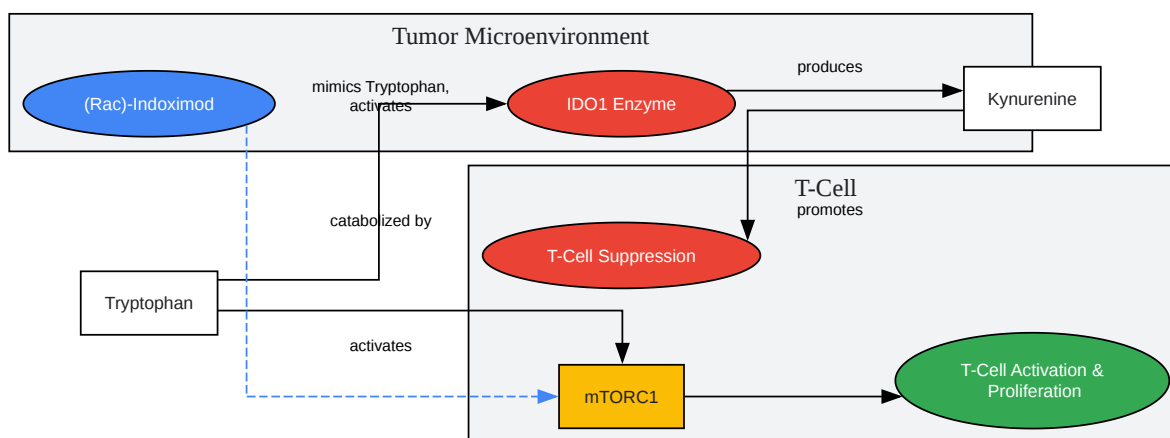 Tumor Microenvironment
(Rac)-Indoximod
mimics Tryptophan,
activates
IDO1 Enzyme
produces
Kynurenine
T-Cell
promotes
catabolized by
T-Cell Suppression
Tryptophan
activates
mTORC1
T-Cell Activation &
Proliferation